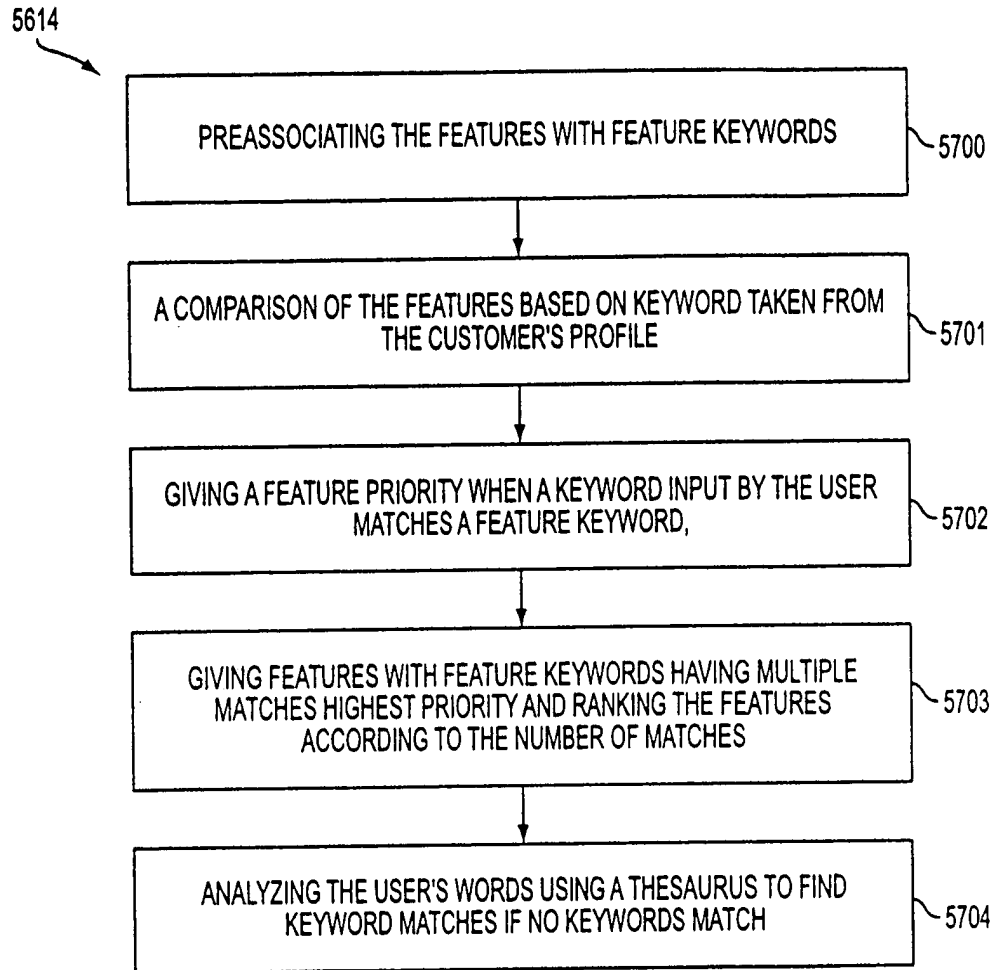 5614
PREASSOCIATING THE FEATURES WITH FEATURE KEYWORDS
5700
A COMPARISON OF THE FEATURES BASED ON KEYWORD TAKEN FROM
THE CUSTOMER'S PROFILE
5701
GIVING A FEATURE PRIORITY WHEN A KEYWORD INPUT BY THE USER
MATCHES A FEATURE KEYWORD,
5702
GIVING FEATURES WITH FEATURE KEYWORDS HAVING MULTIPLE
MATCHES HIGHEST PRIORITY AND RANKING THE FEATURES
ACCORDING TO THE NUMBER OF MATCHES
5703
ANALYZING THE USER'S WORDS USING A THESAURUS TO FIND
KEYWORD MATCHES IF NO KEYWORDS MATCH
5704